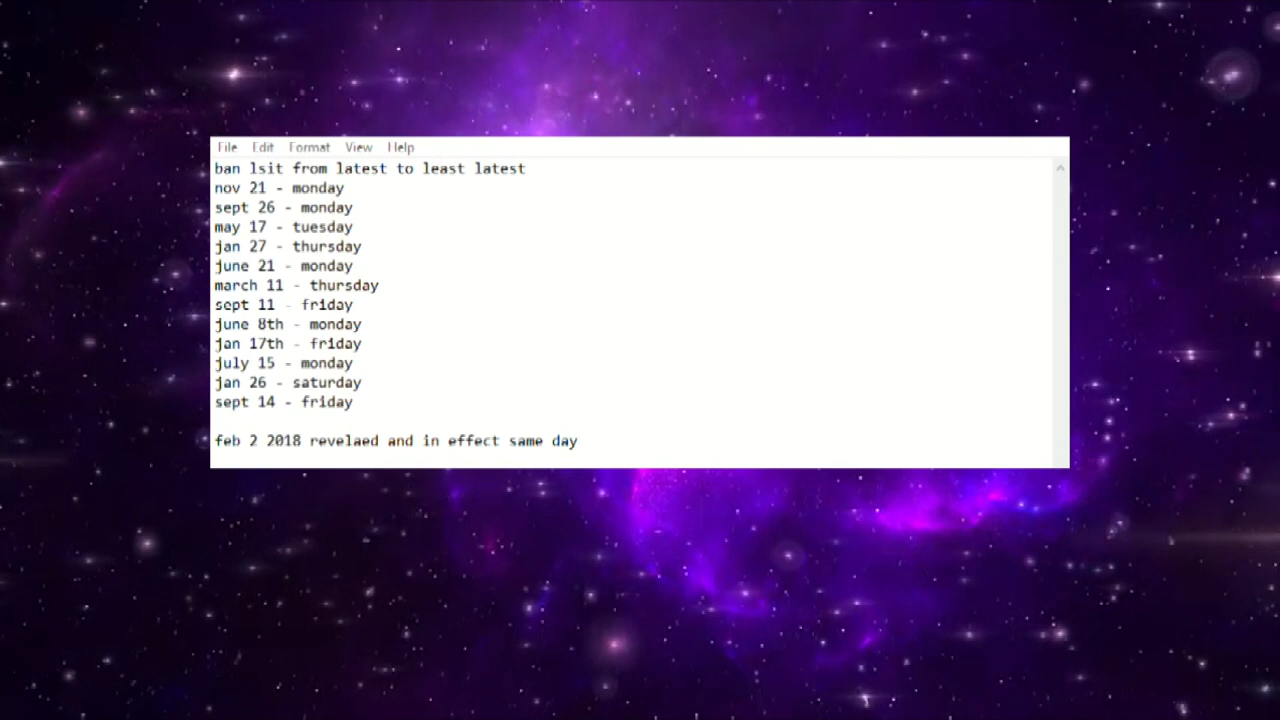 File Edit Format View Help
ban lsit from latest to least latest
nov 21 - monday
sept 26 - monday
may 17 - tuesday
jan 27 - thursday
june 21 - monday
march 11 - thursday
sept 11 - friday
june 8th - monday
jan 17th - friday
july 15 - monday
jan 26 - saturday
sept 14 - friday
feb 2 2018 revelaed and in effect same day